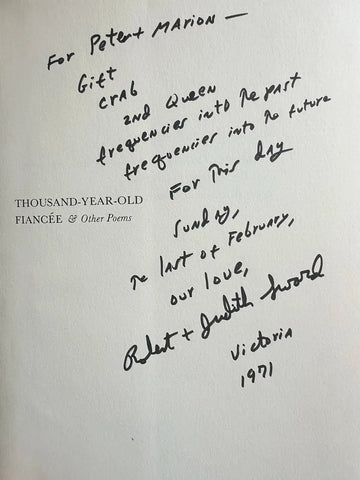 For Peter + Marion —
Gift
Crab
2nd Queen
frequencies into the past
frequencies into the future
For This day
Sunday,
The last of February,
our love,
Robert + Judith Sward
Victoria
1971
THOUSAND-YEAR-OLD
FIANCÉE & Other Poems